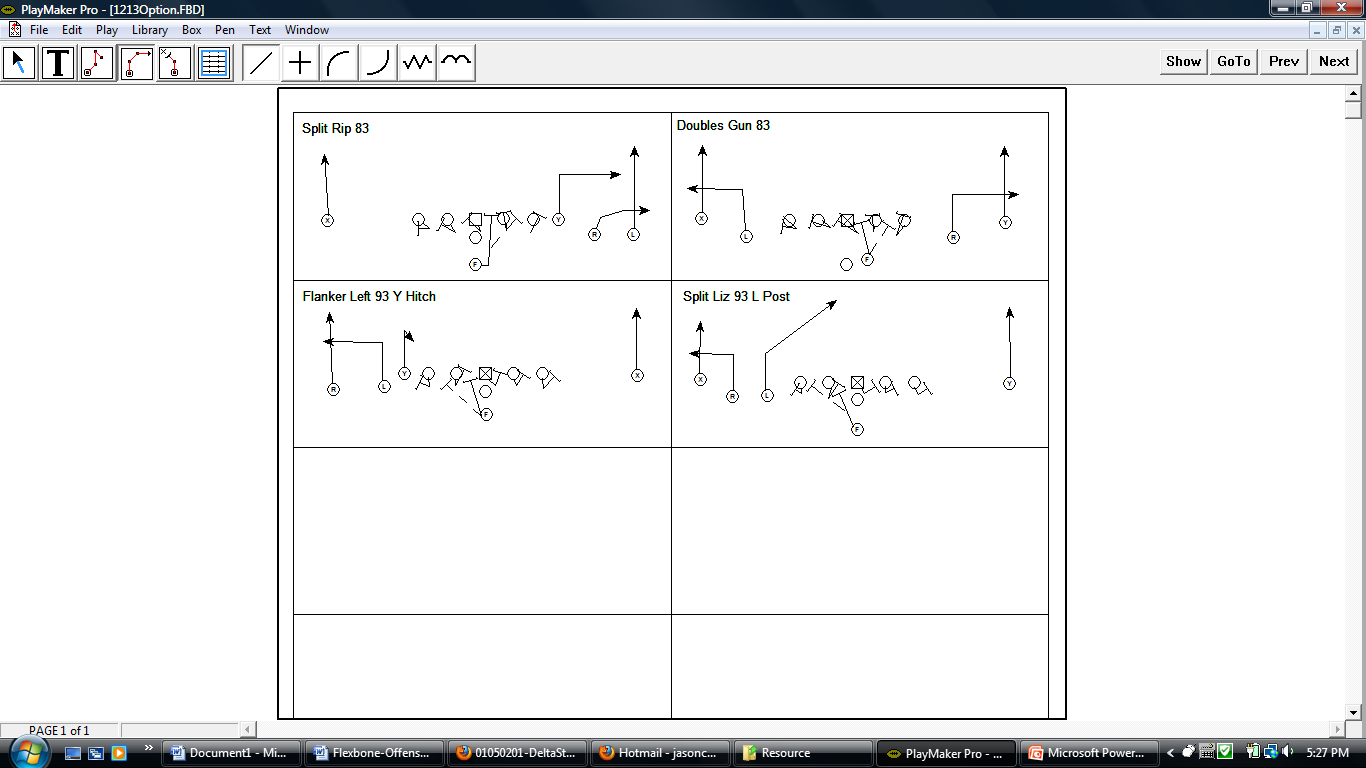 PlayMaker Pro - [1213Option.FBD]
File Edit Play Library Box Pen Text Window
T
Show GoTo Prev Next
Split Rip 83
X Y R L F
Doubles Gun 83
X L R Y F
Flanker Left 93 Y Hitch
R L Y X F
Split Liz 93 L Post
X R L Y F
PAGE 1 of 1
Document1 - Mi... Flexbone-Offens... 01050201-DeltaSt... Hotmail - jasonc... Resource PlayMaker Pro - ... Microsoft Power... 5:27 PM